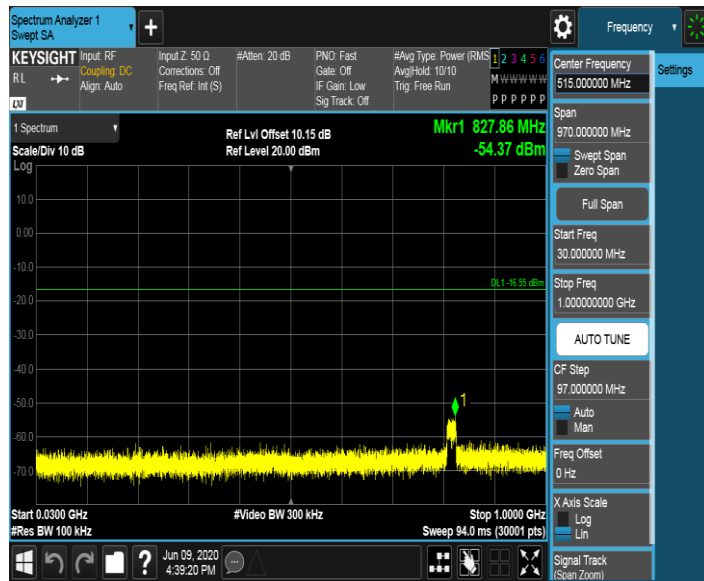 Spectrum Analyzer 1
Swept SA
+
Frequency
KEYSIGHT
Input: RF
Input Z: 50 Ω
#Atten: 20 dB
PNO: Fast
#Avg Type: Power (RMS
1 2 3 4 5 6
RL
Coupling: DC
Corrections: Off
Gate: Off
Avg|Hold: 10/10
M W W W W W
Align: Auto
Freq Ref: Int (S)
IF Gain: Low
Trig: Free Run
LXI
Sig Track: Off
P P P P P P
1 Spectrum
Ref Lvl Offset 10.15 dB
Mkr1 827.86 MHz
Scale/Div 10 dB
Ref Level 20.00 dBm
-54.37 dBm
Log
10.0
0.00
-10.0
DL1 -16.55 dBm
-20.0
-30.0
-40.0
-50.0
1
-60.0
-70.0
Start 0.0300 GHz
#Video BW 300 kHz
Stop 1.0000 GHz
#Res BW 100 kHz
Sweep 94.0 ms (30001 pts)
?
Jun 09, 2020
4:39:20 PM
Center Frequency
515.000000 MHz
Settings
Span
970.000000 MHz
Swept Span
Zero Span
Full Span
Start Freq
30.000000 MHz
Stop Freq
1.000000000 GHz
AUTO TUNE
CF Step
97.000000 MHz
Auto
Man
Freq Offset
0 Hz
X Axis Scale
Log
Lin
Signal Track
(Span Zoom)